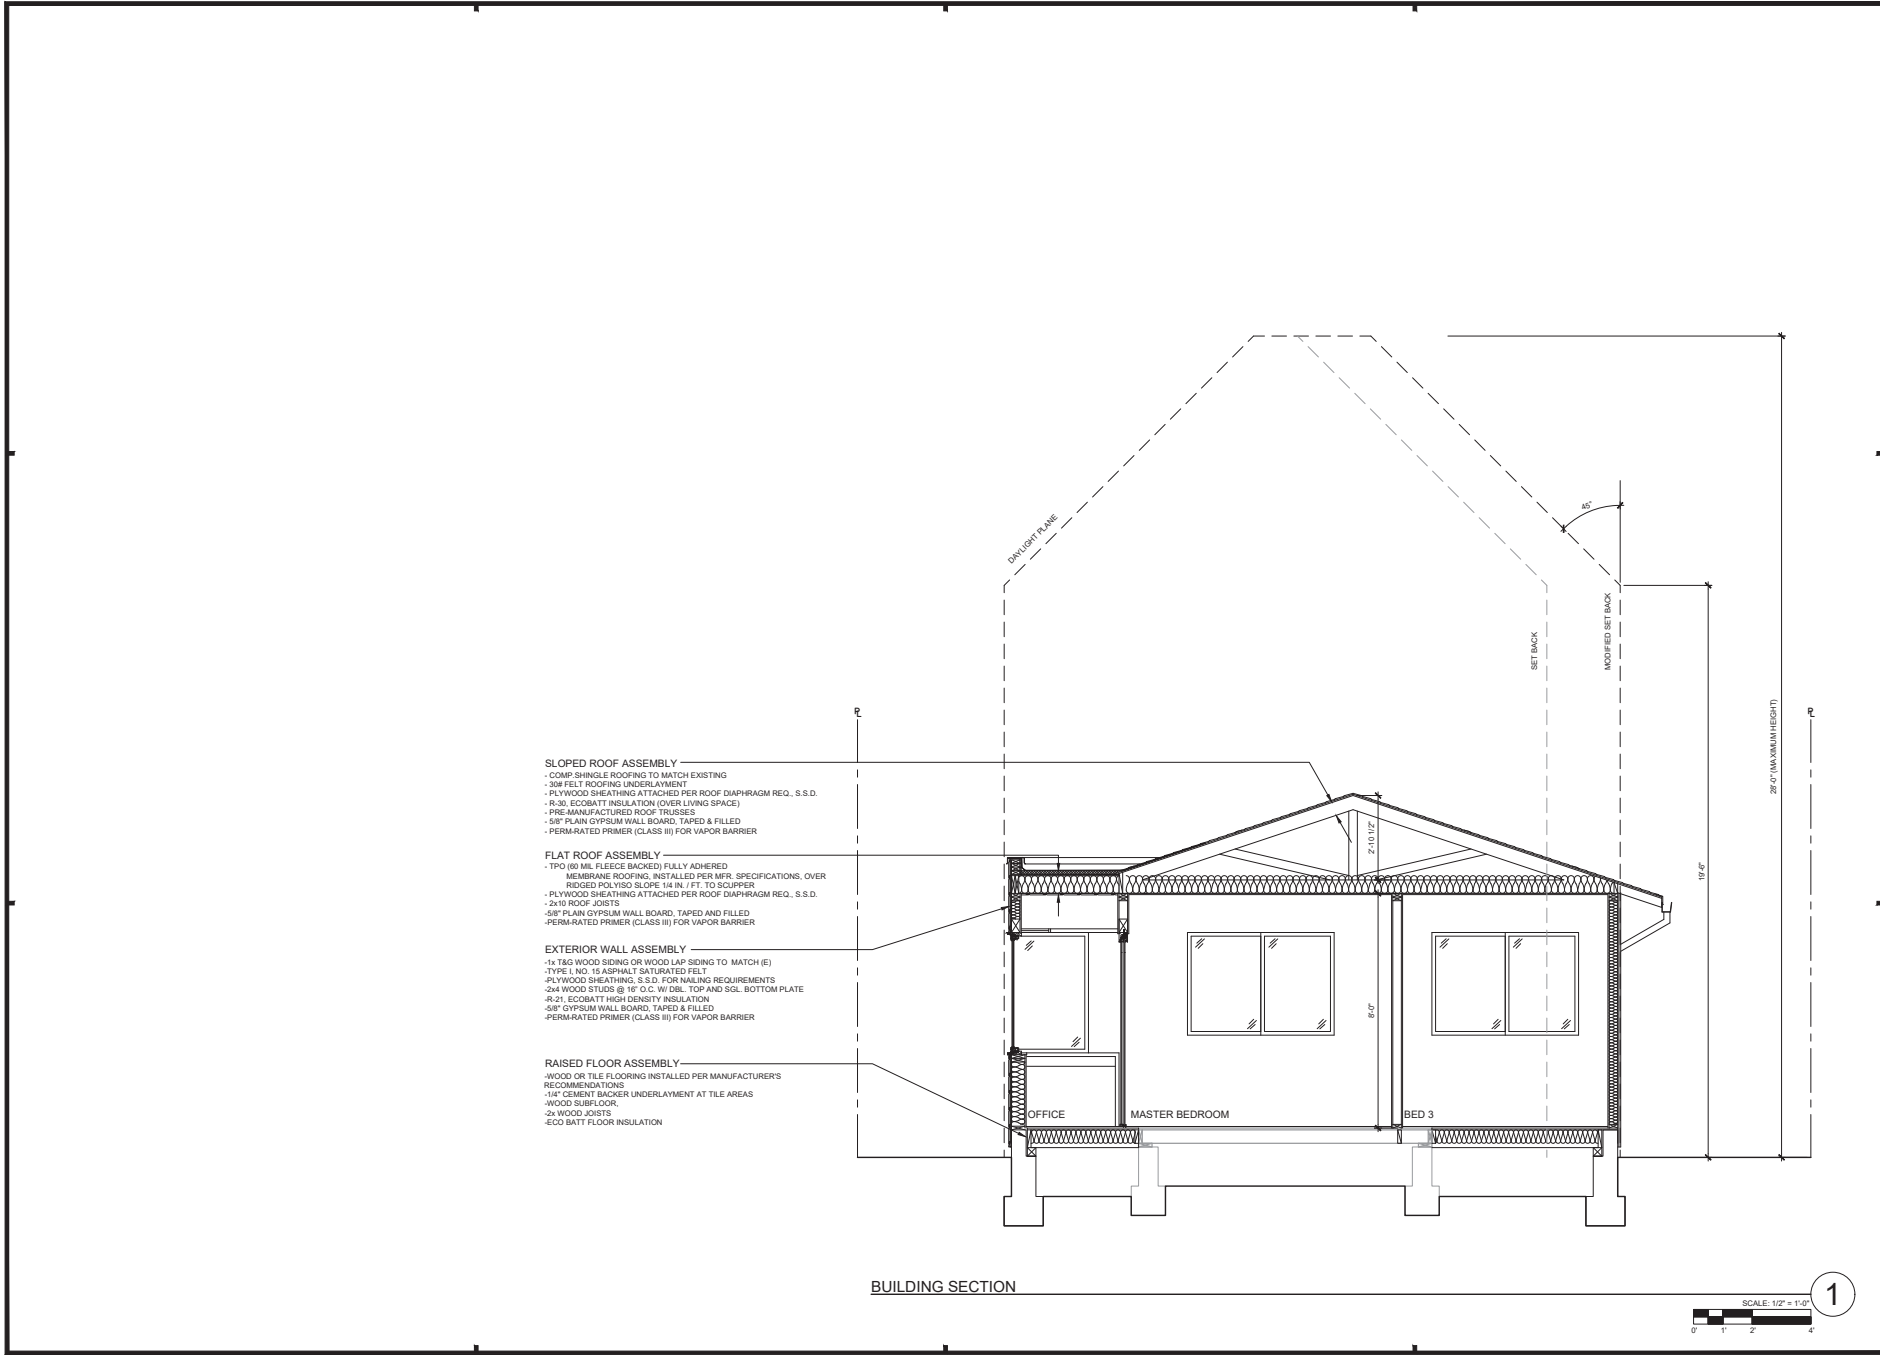 45°
DAYLIGHT PLANE
SET BACK
MODIFIED SET BACK
28'-0" (MAXIMUM HEIGHT)
19'-6"
PL
PL
SLOPED ROOF ASSEMBLY
- COMP.SHINGLE ROOFING TO MATCH EXISTING
- 30# FELT ROOFING UNDERLAYMENT
- PLYWOOD SHEATHING ATTACHED PER ROOF DIAPHRAGM REQ., S.S.D.
- R-30, ECOBATT INSULATION (OVER LIVING SPACE)
- PRE-MANUFACTURED ROOF TRUSSES
- 5/8" PLAIN GYPSUM WALL BOARD, TAPED & FILLED
- PERM-RATED PRIMER (CLASS III) FOR VAPOR BARRIER
FLAT ROOF ASSEMBLY
- TPO (60 MIL FLEECE BACKED) FULLY ADHERED
MEMBRANE ROOFING, INSTALLED PER MFR. SPECIFICATIONS, OVER
RIDGED POLYISO SLOPE 1/4 IN. / FT. TO SCUPPER
- PLYWOOD SHEATHING ATTACHED PER ROOF DIAPHRAGM REQ., S.S.D.
- 2x10 ROOF JOISTS
-5/8" PLAIN GYPSUM WALL BOARD, TAPED AND FILLED
-PERM-RATED PRIMER (CLASS III) FOR VAPOR BARRIER
EXTERIOR WALL ASSEMBLY
-1x T&G WOOD SIDING OR WOOD LAP SIDING TO MATCH (E)
-TYPE I, NO. 15 ASPHALT SATURATED FELT
-PLYWOOD SHEATHING, S.S.D. FOR NAILING REQUIREMENTS
-2x4 WOOD STUDS @ 16" O.C. W/ DBL. TOP AND SGL. BOTTOM PLATE
-R-21, ECOBATT HIGH DENSITY INSULATION
-5/8" GYPSUM WALL BOARD, TAPED & FILLED
-PERM-RATED PRIMER (CLASS III) FOR VAPOR BARRIER
RAISED FLOOR ASSEMBLY
-WOOD OR TILE FLOORING INSTALLED PER MANUFACTURER'S
RECOMMENDATIONS
-1/4" CEMENT BACKER UNDERLAYMENT AT TILE AREAS
-WOOD SUBFLOOR,
-2x WOOD JOISTS
-ECO BATT FLOOR INSULATION
2'-10 1/2"
8'-0"
OFFICE
MASTER BEDROOM
BED 3
BUILDING SECTION
1
SCALE: 1/2" = 1'-0"
0' 1' 2' 4'